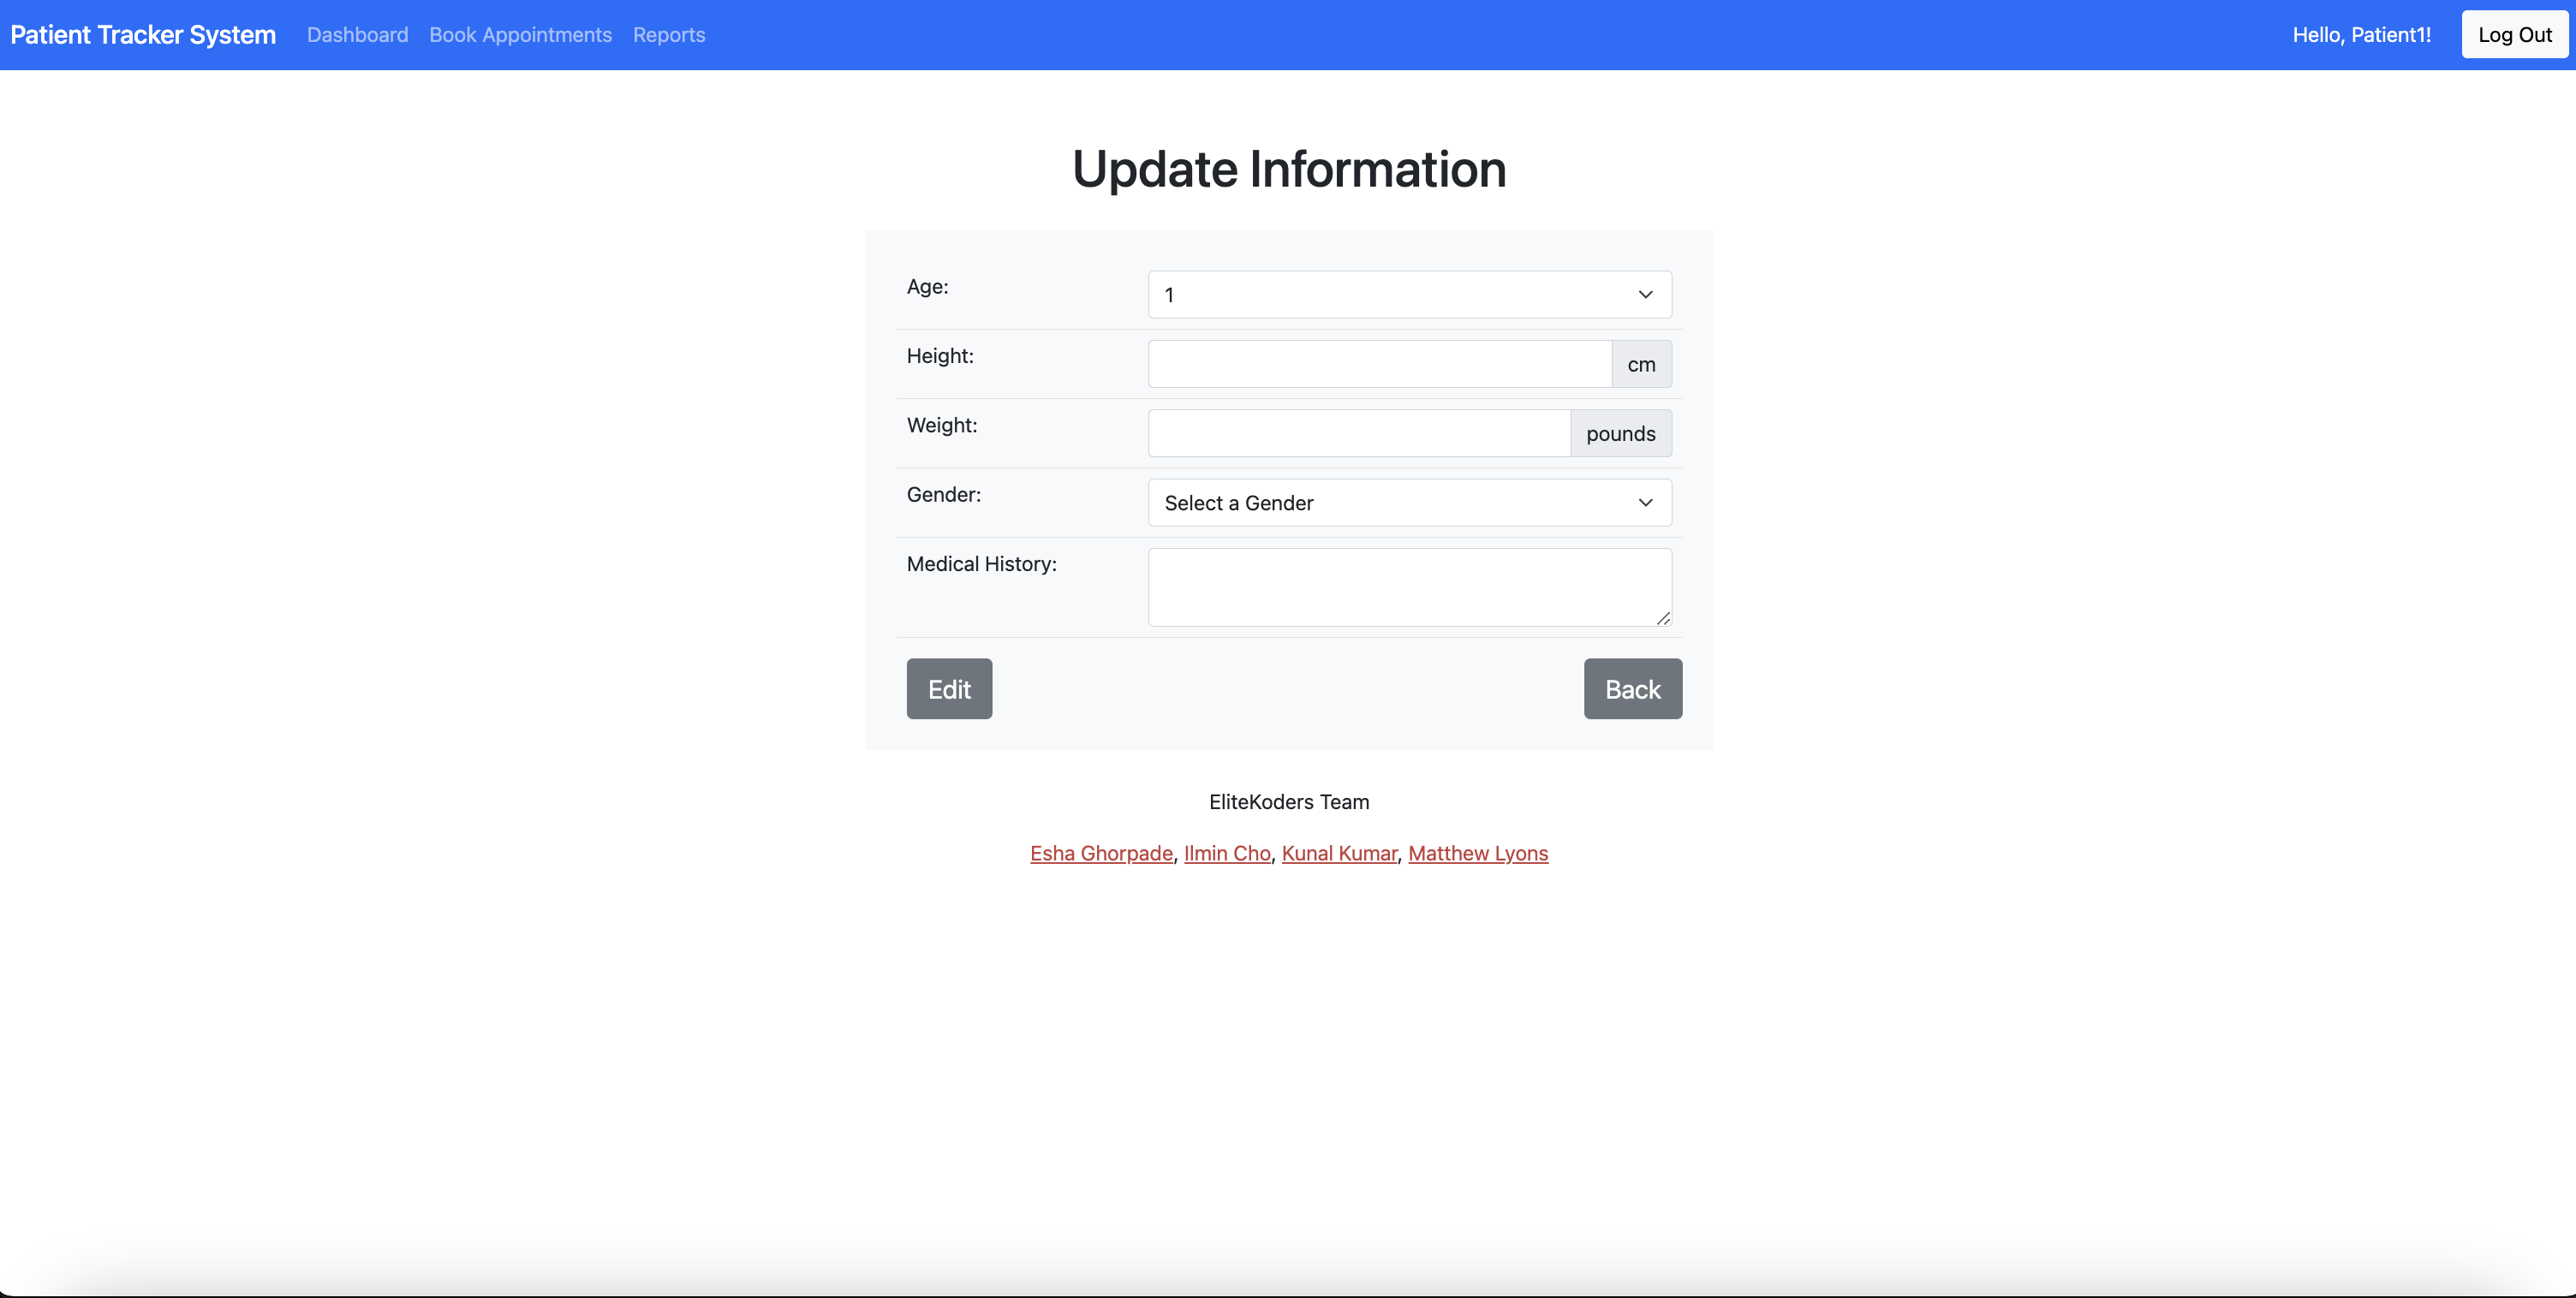 Patient Tracker System Dashboard Book Appointments Reports Hello, Patient1! Log Out
Update Information
Age: 1
Height: cm
Weight: pounds
Gender: Select a Gender
Medical History:
Edit Back
EliteKoders Team
Esha Ghorpade, Ilmin Cho, Kunal Kumar, Matthew Lyons